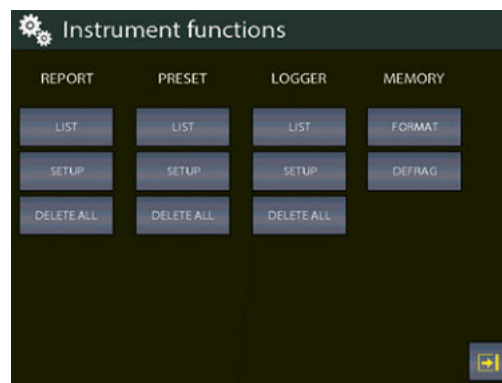 Instrument functions
REPORT PRESET LOGGER MEMORY
LIST LIST LIST FORMAT
SETUP SETUP SETUP DEFRAG
DELETE ALL DELETE ALL DELETE ALL